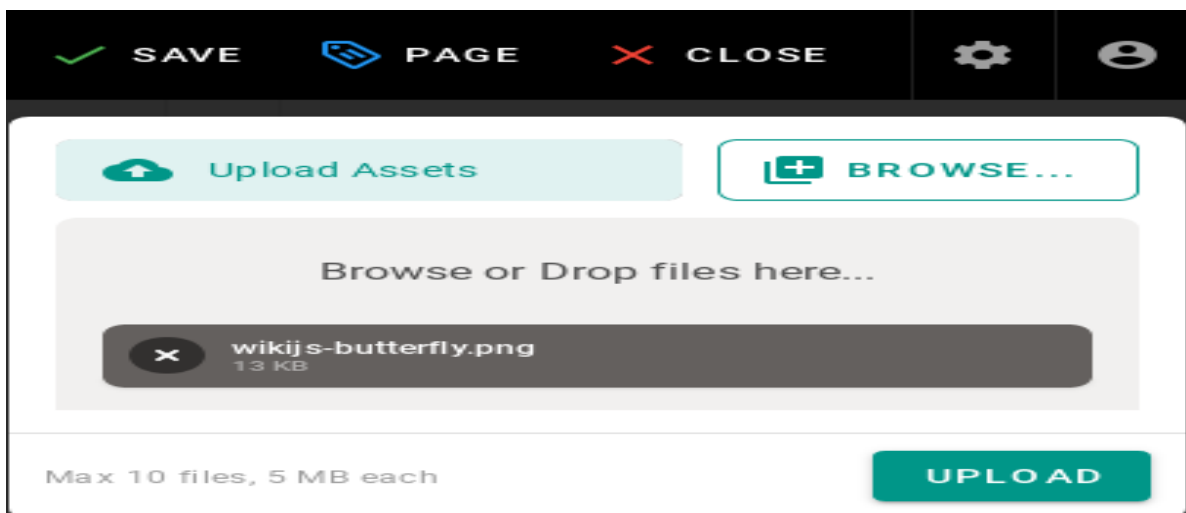 SAVE PAGE CLOSE
Upload Assets BROWSE...
Browse or Drop files here...
wikijs-butterfly.png
13 KB
Max 10 files, 5 MB each UPLOAD